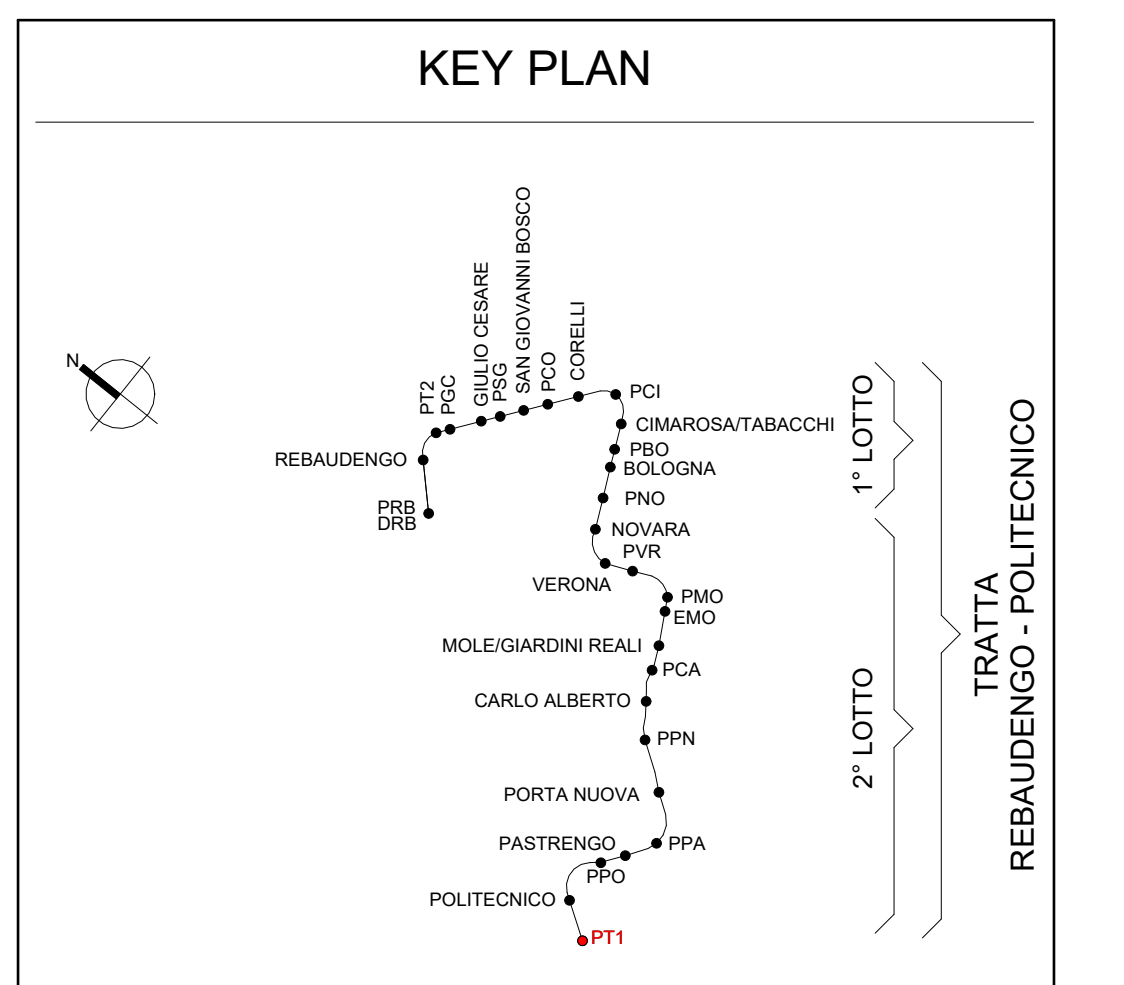 KEY PLAN
N
PT2
PGC
GIULIO CESARE
PSG
SAN GIOVANNI BOSCO
PCO
CORELLI
PCI
CIMAROSA/TABACCHI
REBAUDENGO
PBO
BOLOGNA
PRB
DRB
PNO
NOVARA
PVR
VERONA
PMO
EMO
MOLE/GIARDINI REALI
PCA
CARLO ALBERTO
PPN
PORTA NUOVA
PASTRENGO
PPA
PPO
POLITECNICO
PT1
1° LOTTO
2° LOTTO
TRATTA
REBAUDENGO - POLITECNICO